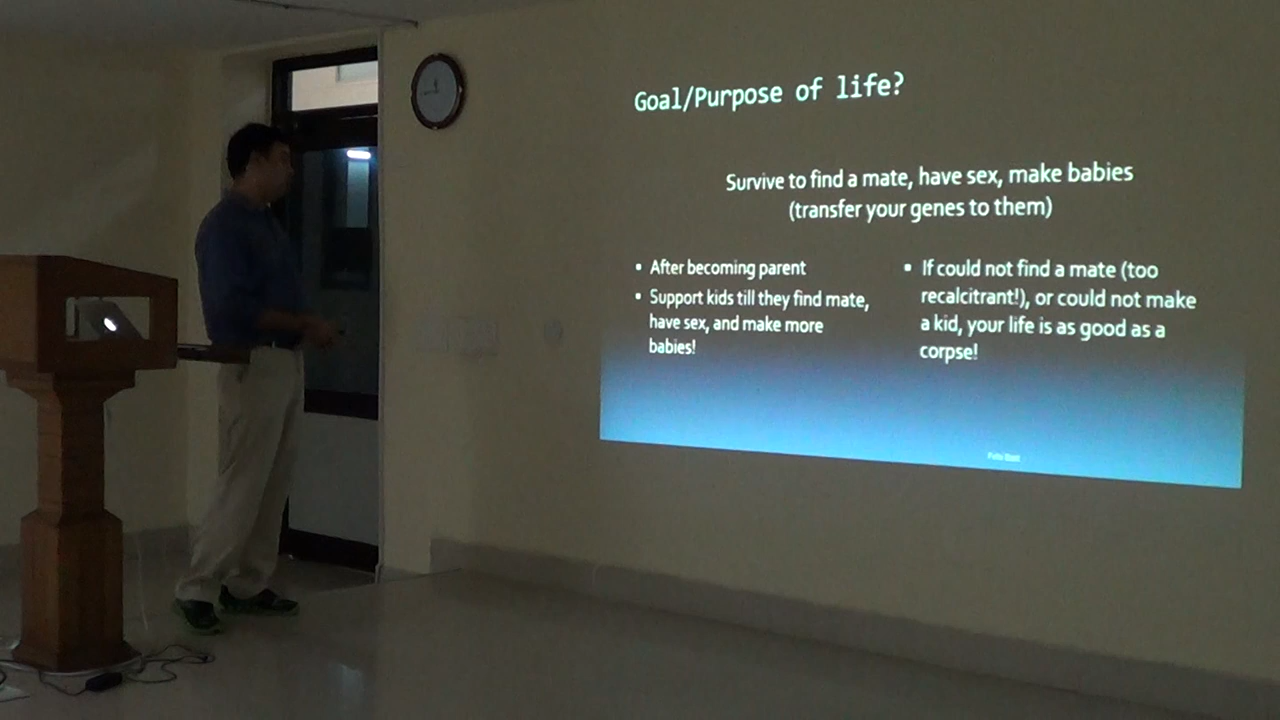 Goal/Purpose of life?
Survive to find a mate, have sex, make babies
(transfer your genes to them)
• After becoming parent
• Support kids till they find mate,
have sex, and make more
babies!
• If could not find a mate (too
recalcitrant!), or could not make
a kid, your life is as good as a
corpse!